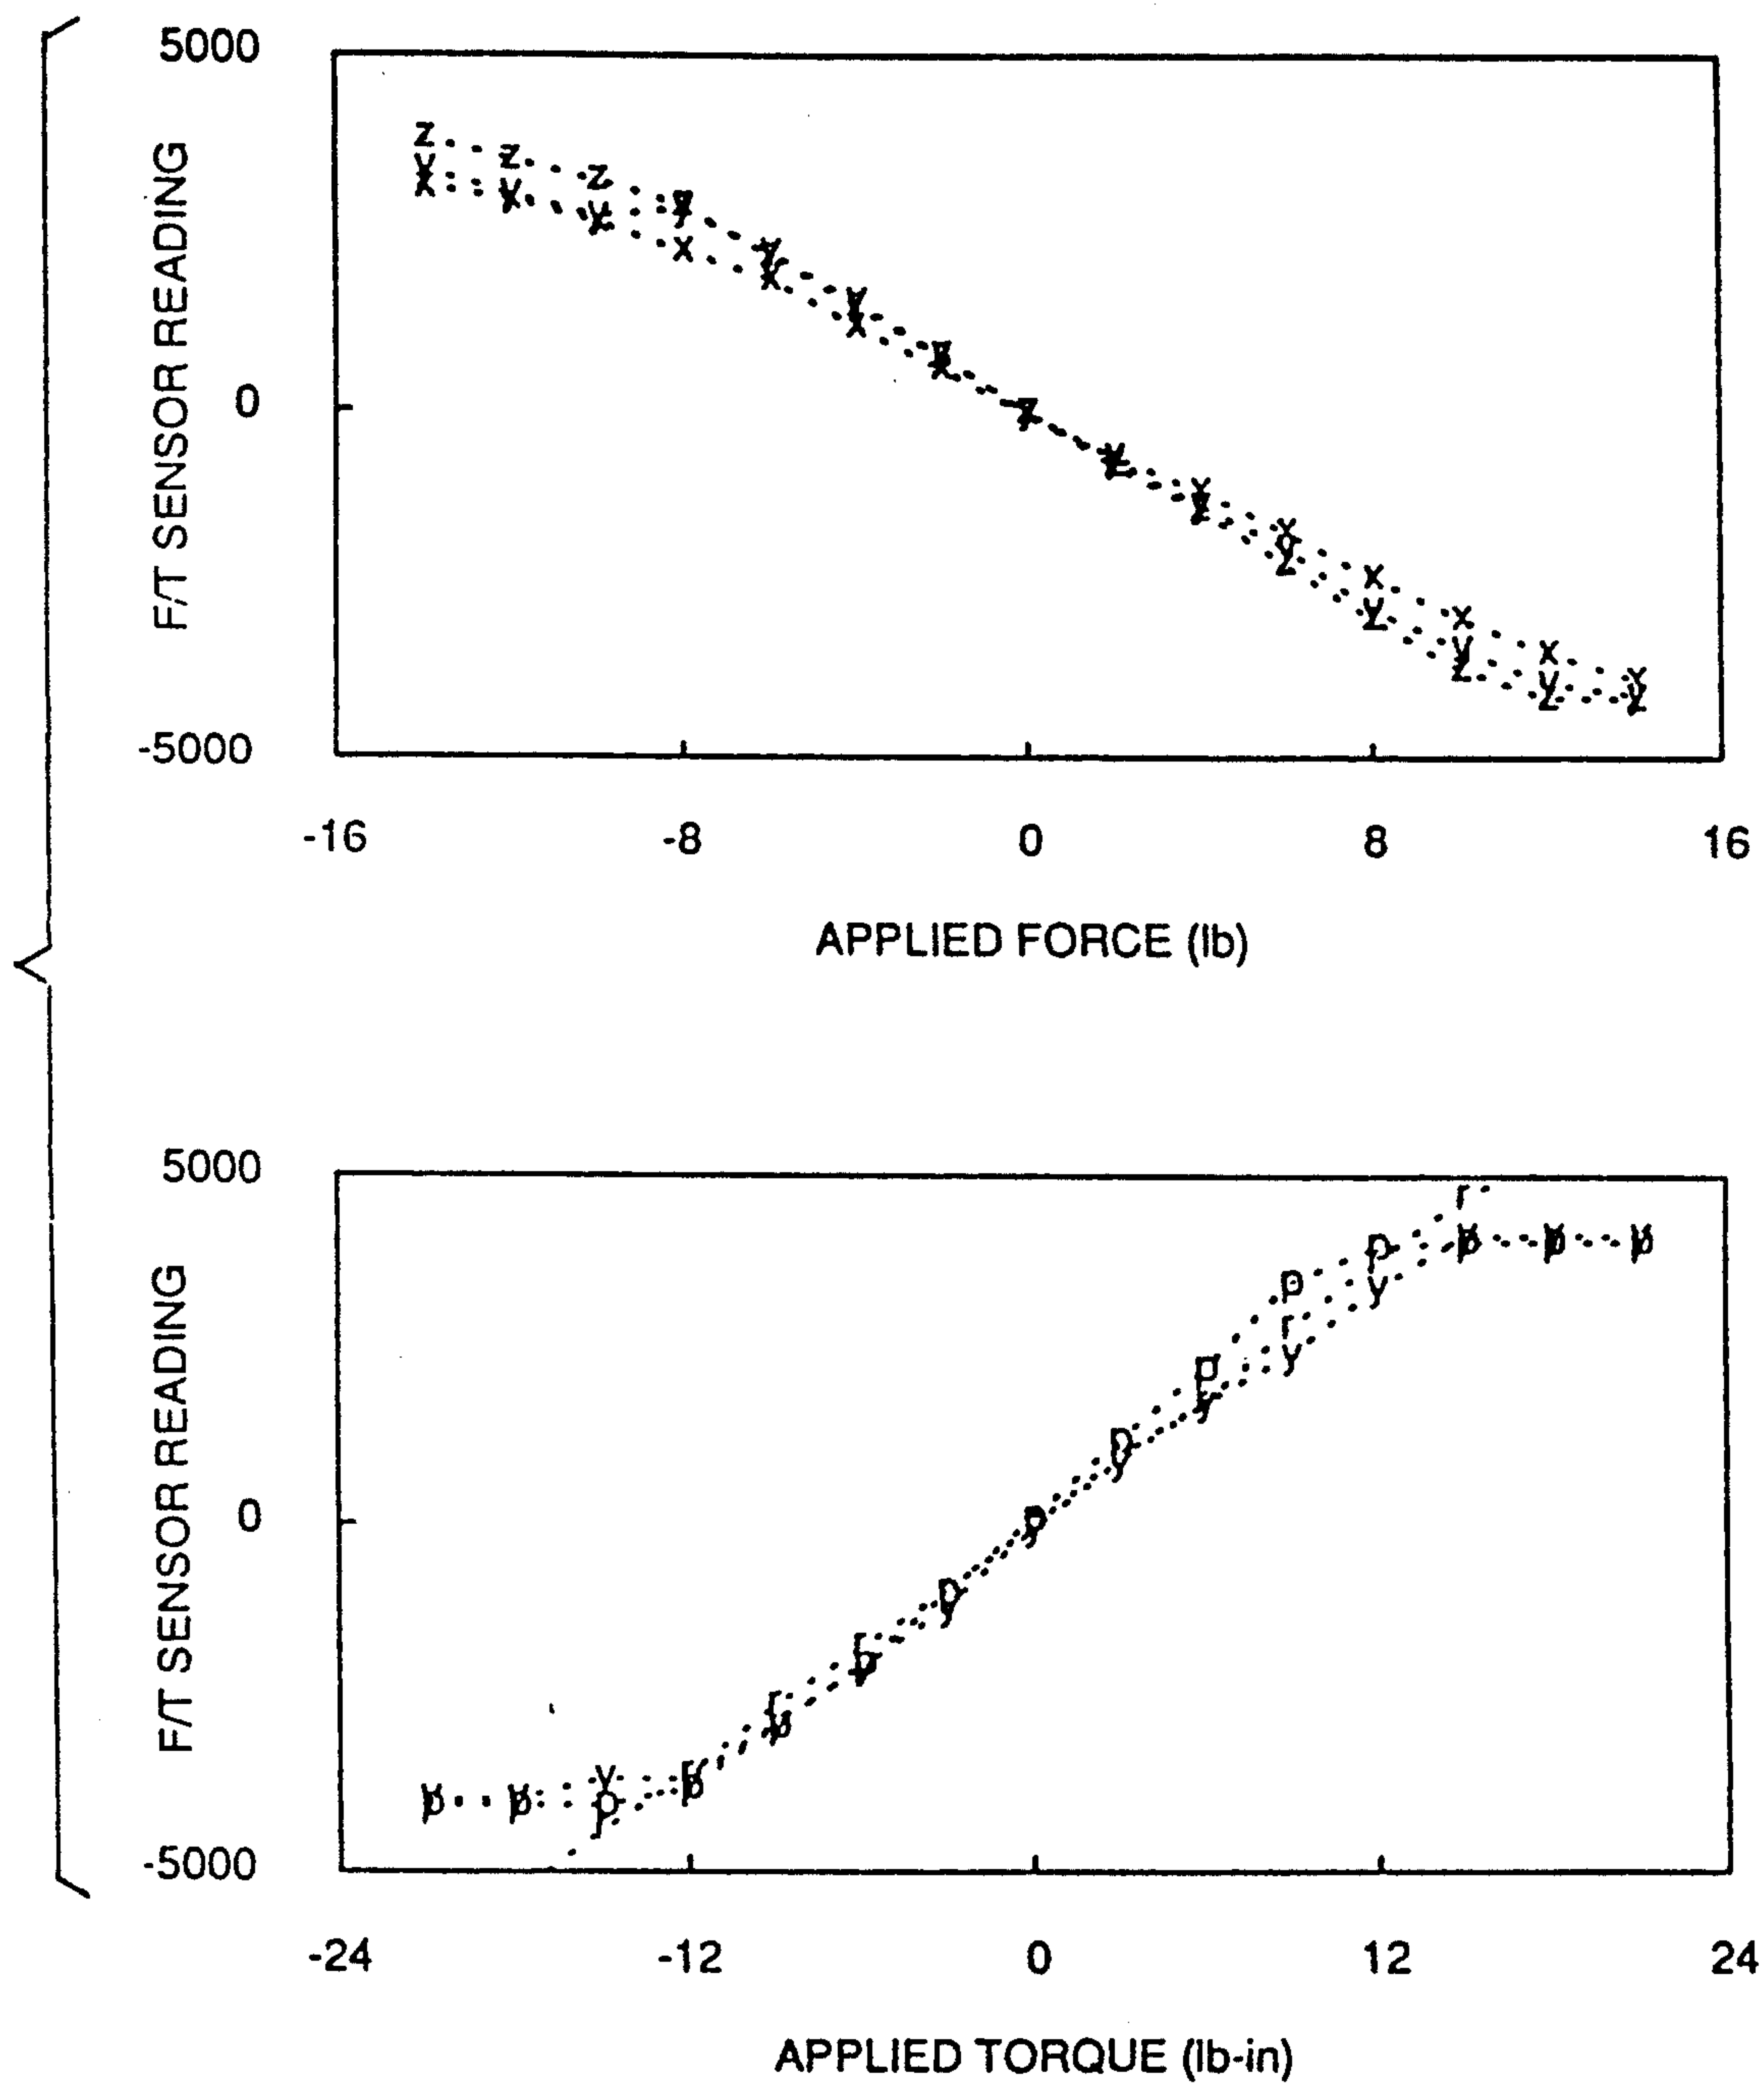 5000
F/T SENSOR READING
0
-5000
-16 -8 0 8 16
APPLIED FORCE (lb)
5000
F/T SENSOR READING
0
-5000
-24 -12 0 12 24
APPLIED TORQUE (lb-in)